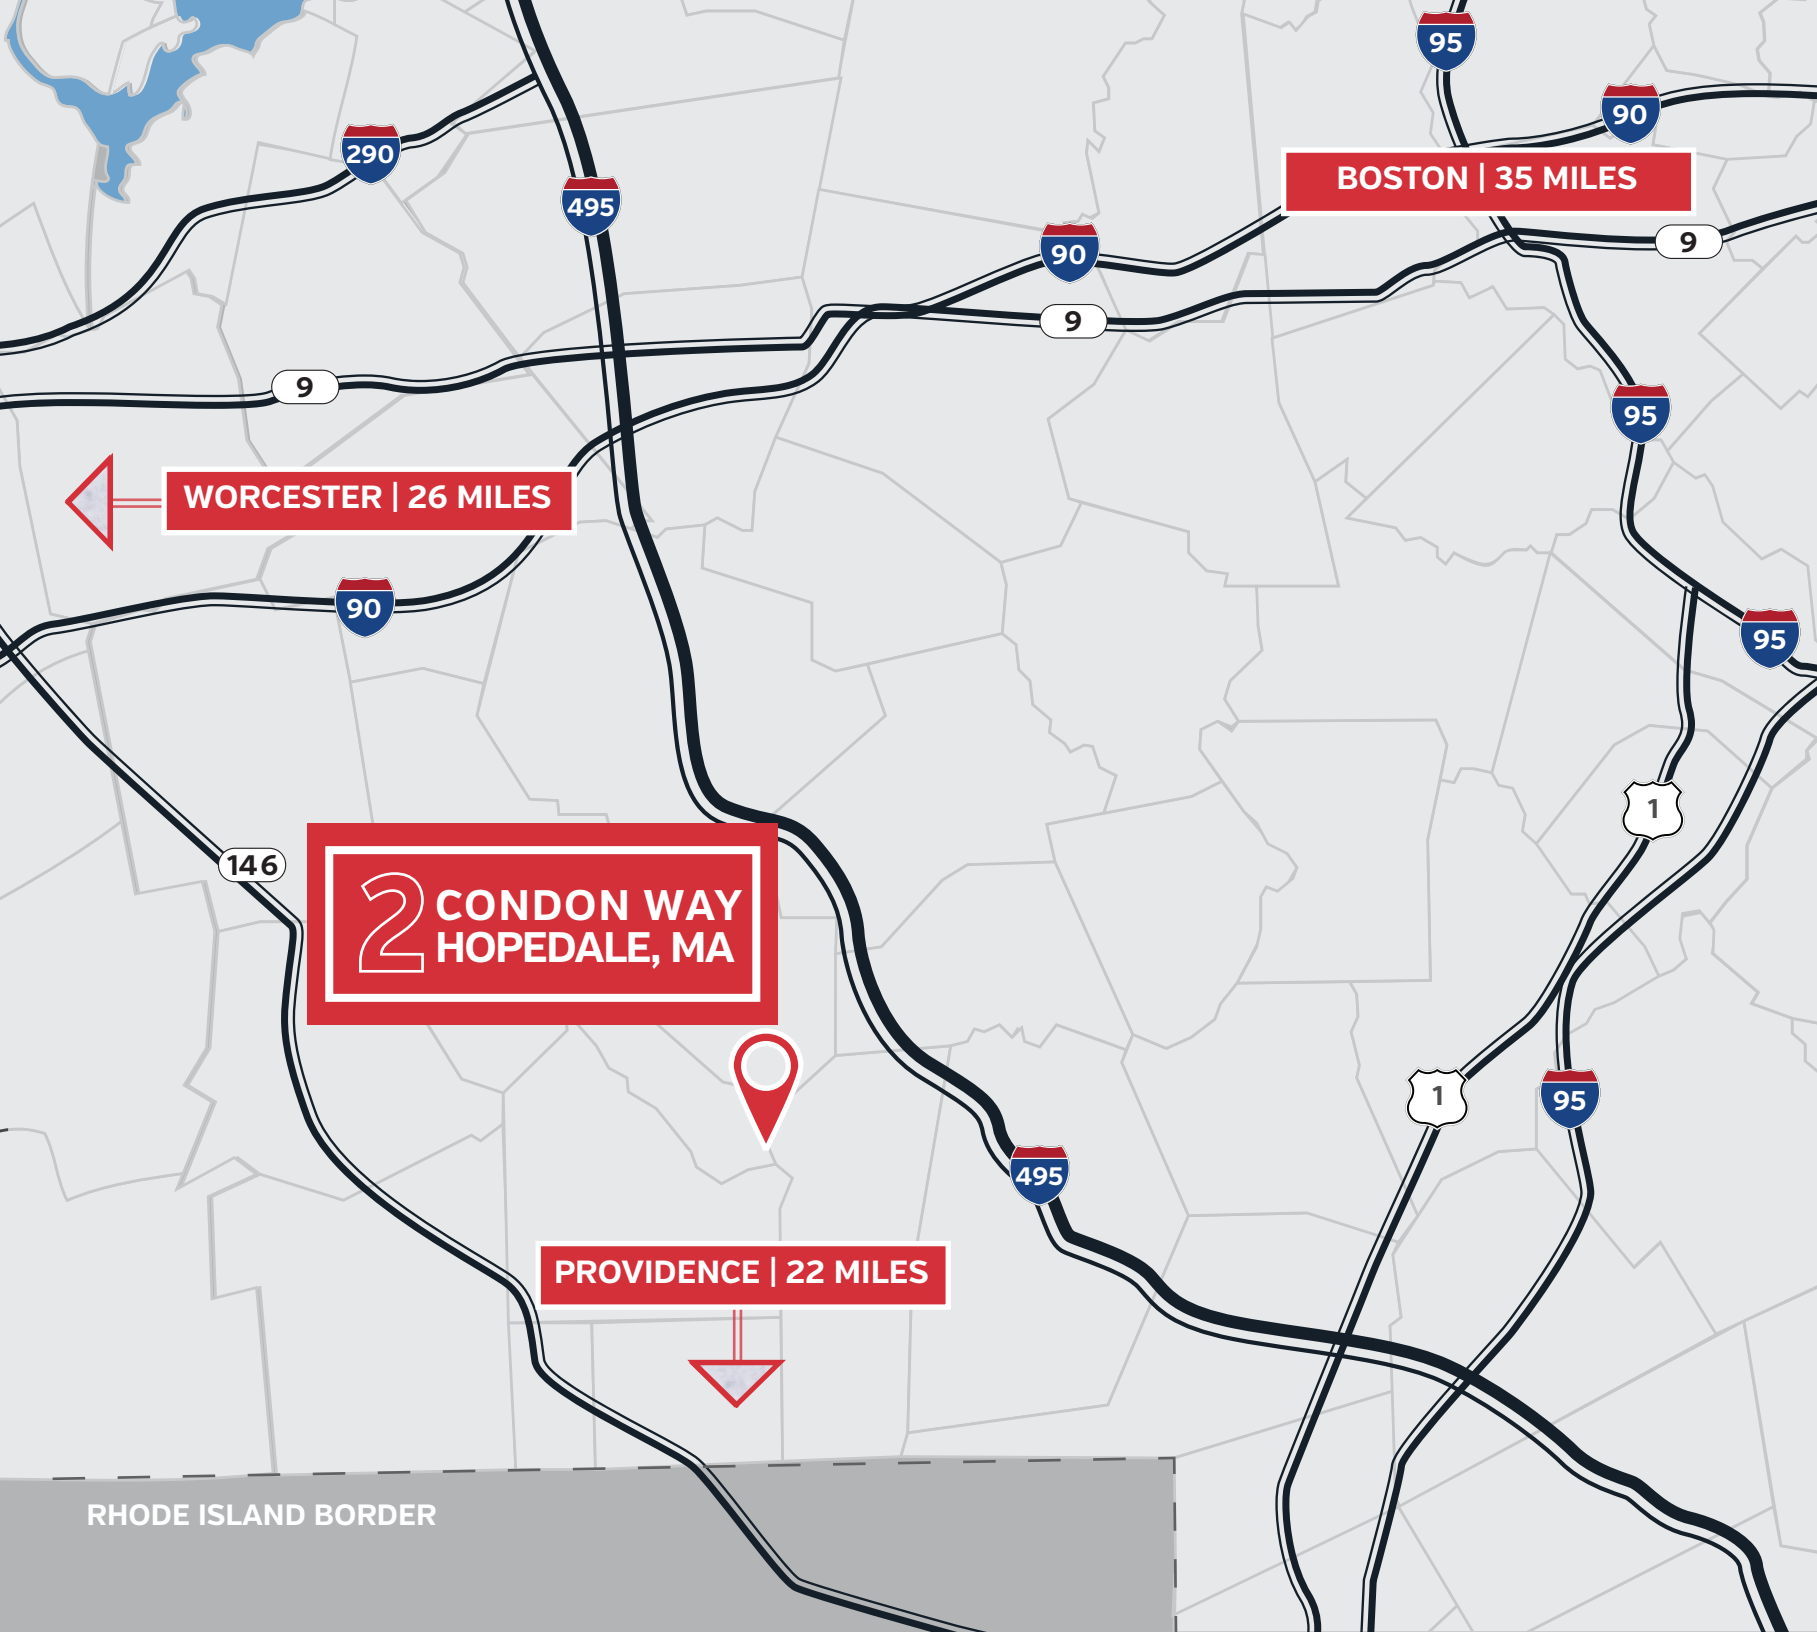 95
90
290
BOSTON | 35 MILES
495
9
90
9
9
95
WORCESTER | 26 MILES
90
95
1
146
2 CONDON WAY
HOPEDALE, MA
1
95
495
PROVIDENCE | 22 MILES
RHODE ISLAND BORDER